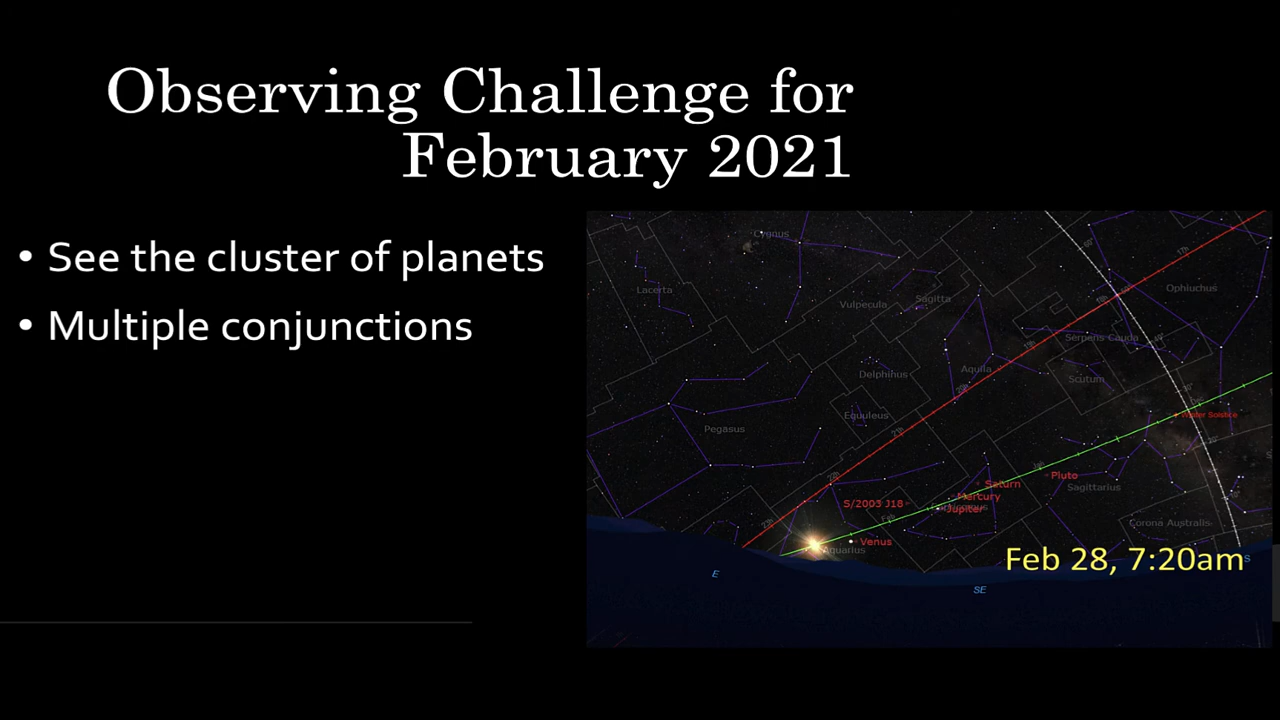 Observing Challenge for
February 2021
• See the cluster of planets
• Multiple conjunctions
Cygnus
Lacerta
Vulpecula
Sagitta
Ophiuchus
Serpens Cauda
Delphinus
Aquila
Scutum
Equuleus
Pegasus
Winter Solstice
Pluto
Saturn
Sagittarius
Mercury
S/2003 J18
Jupiter
Corona Australis
Venus
Aquarius
Feb 28, 7:20am
S
E
SE